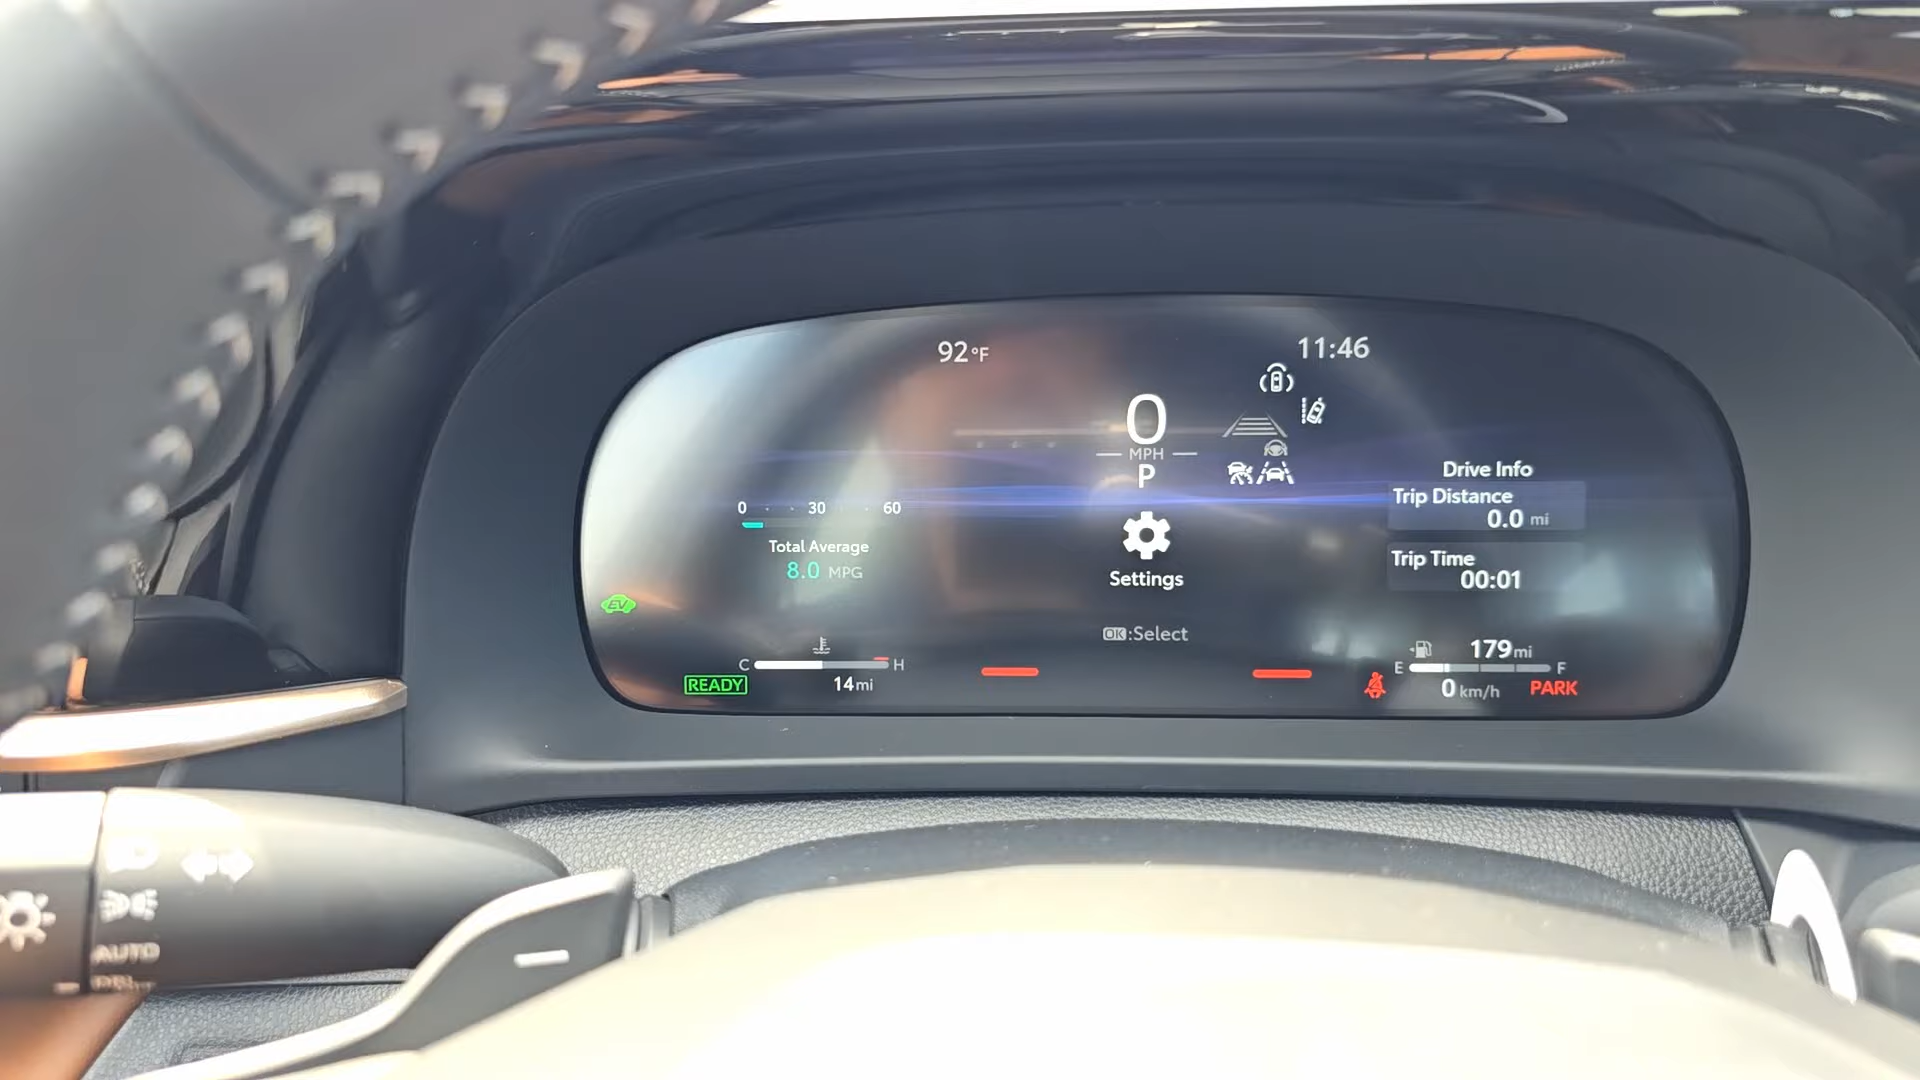 92°F
11:46
0
MPH
P
0 30 60
Total Average
8.0 MPG
EV
Settings
OK:Select
Drive Info
Trip Distance
0.0 mi
Trip Time
00:01
C H
READY
14 mi
179 mi
E F
0 km/h
PARK
AUTO